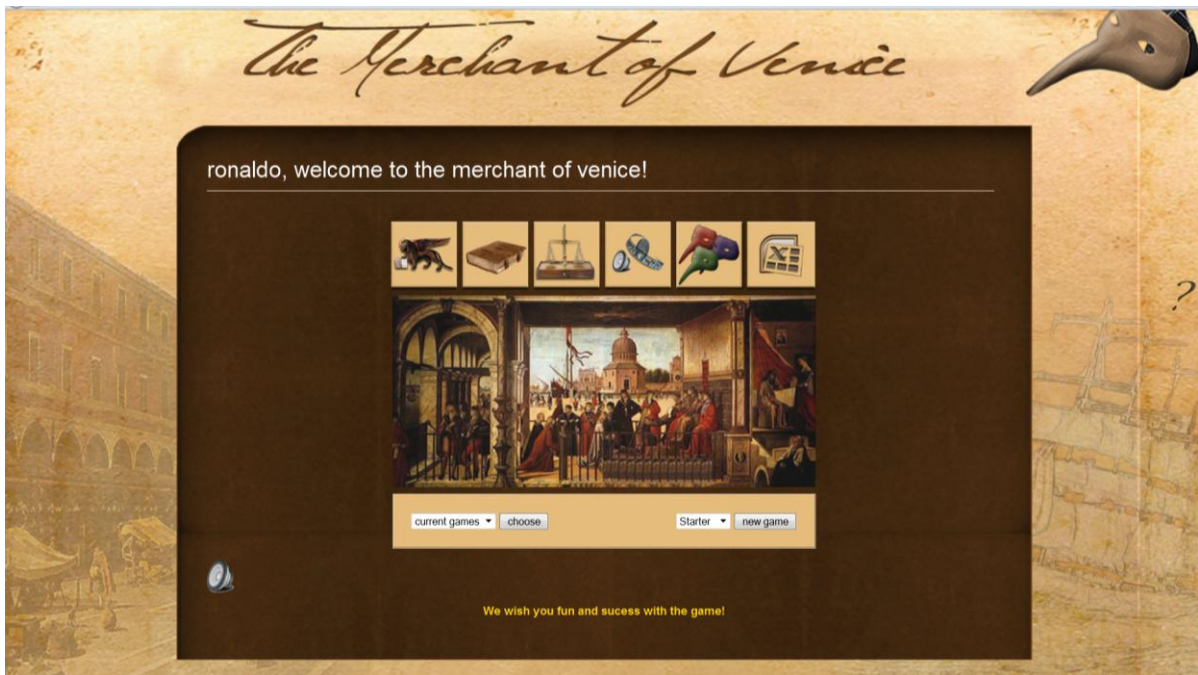 The Merchant of Venice
ronaldo, welcome to the merchant of venice!
?
current games choose Starter new game
We wish you fun and sucess with the game!